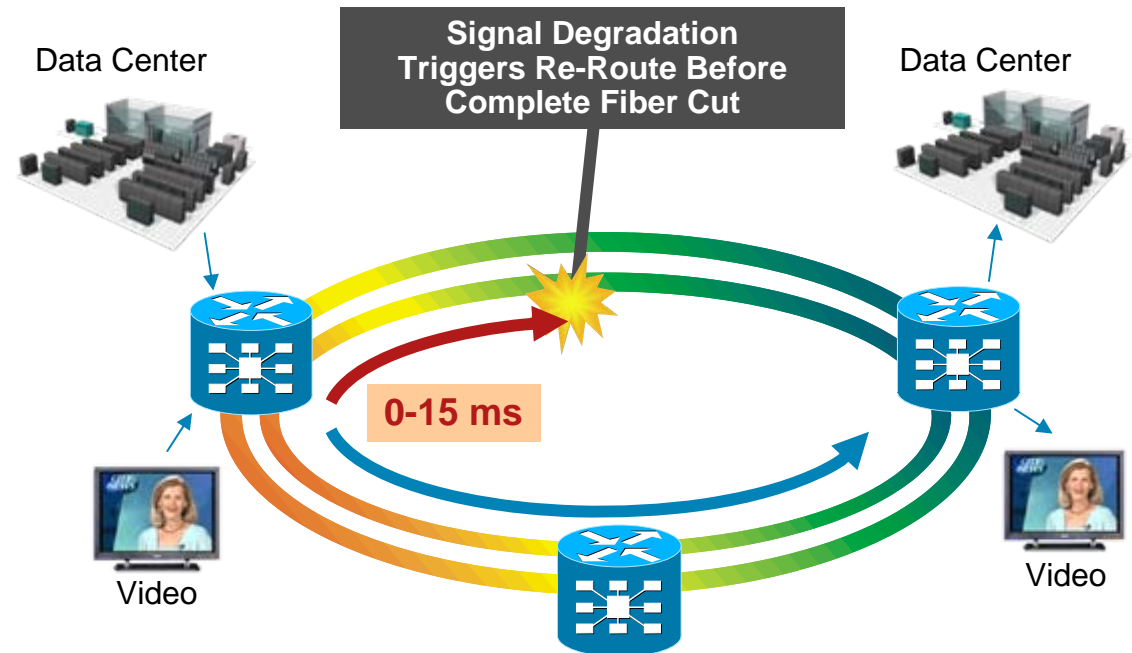 Signal Degradation
Triggers Re-Route Before
Complete Fiber Cut
Data Center
Data Center
0-15 ms
Video
Video